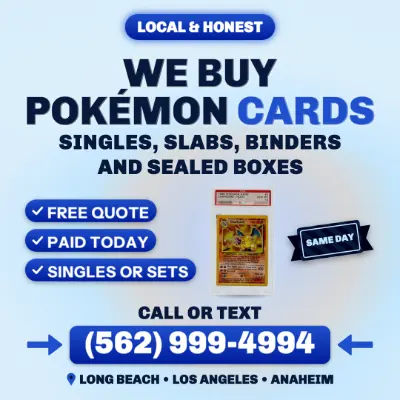 LOCAL & HONEST
WE BUY
POKÉMON CARDS
SINGLES, SLABS, BINDERS
AND SEALED BOXES
FREE QUOTE
PAID TODAY
SINGLES OR SETS
SAME DAY
CALL OR TEXT
(562) 999-4994
LONG BEACH • LOS ANGELES • ANAHEIM